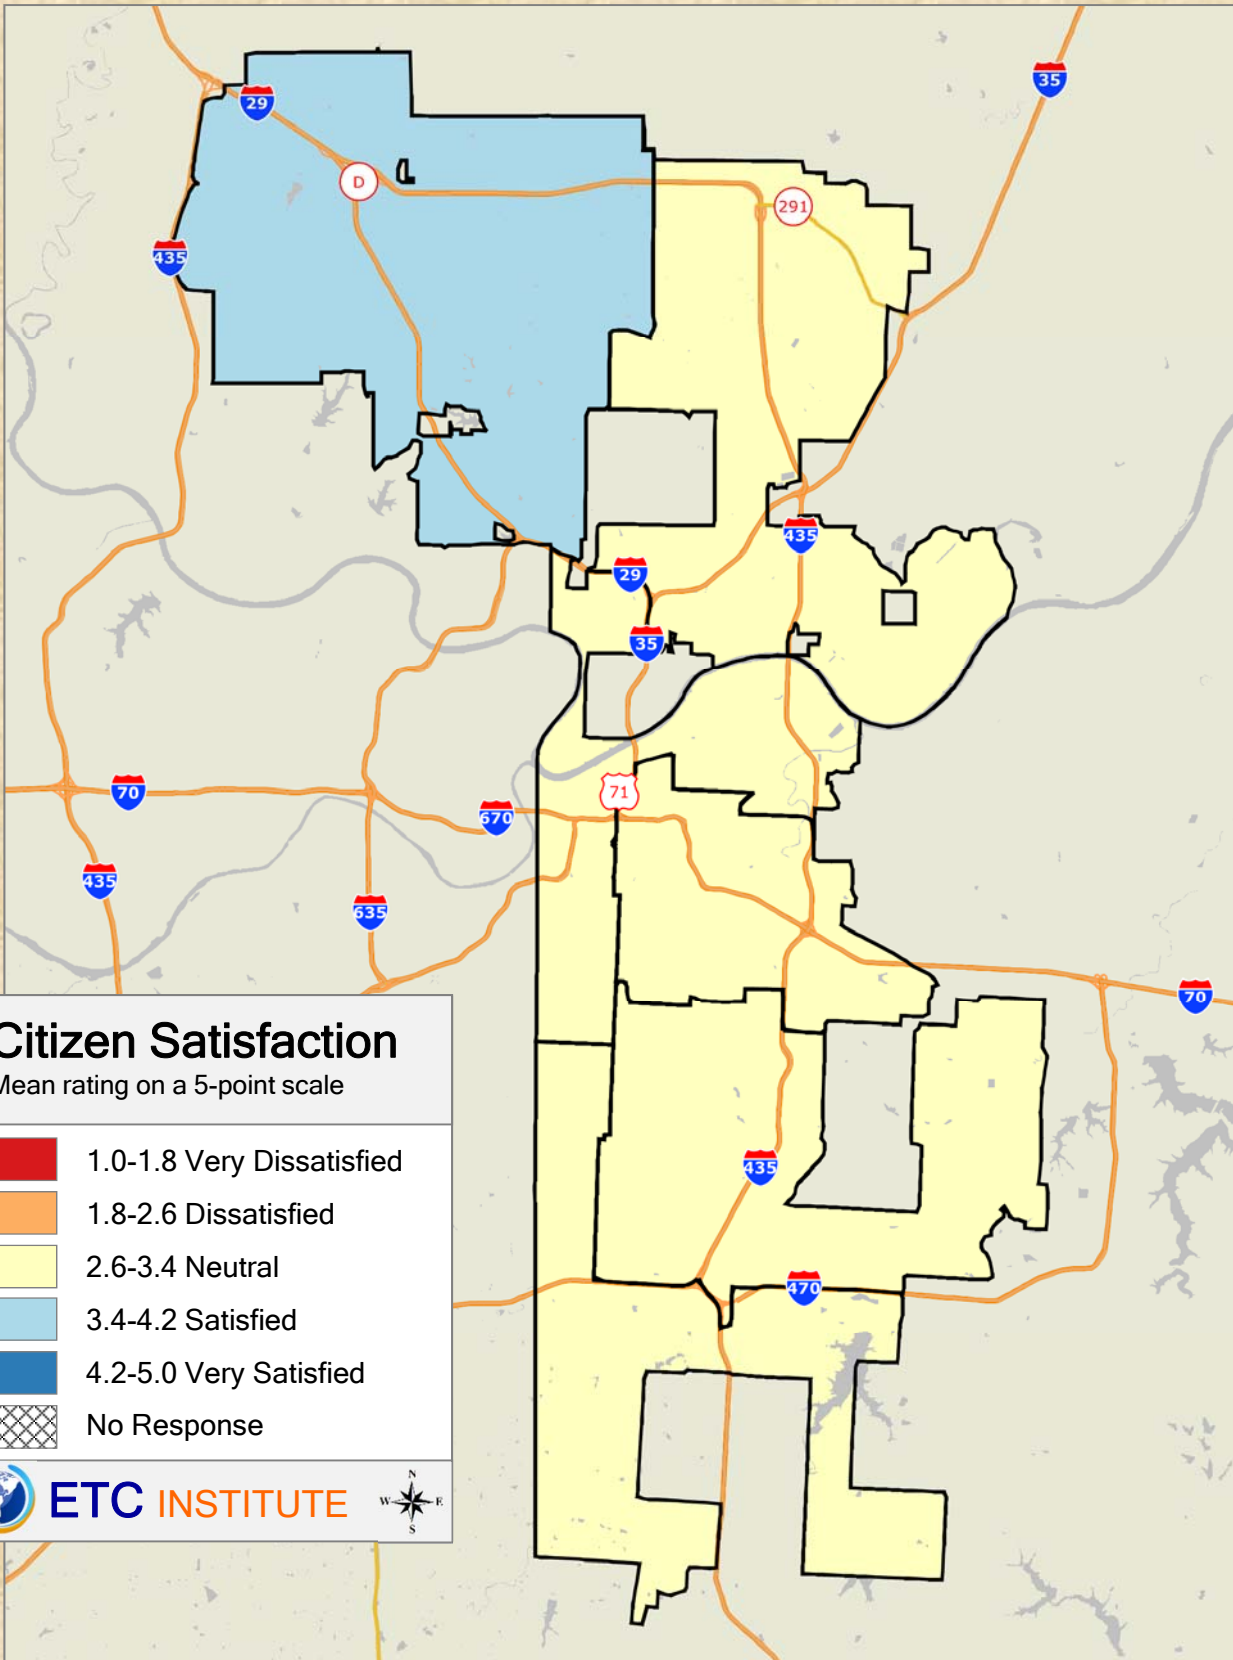 35
29
D
291
435
435
29
35
70
71
670
435
635
70
Citizen Satisfaction
Mean rating on a 5-point scale
1.0-1.8 Very Dissatisfied
1.8-2.6 Dissatisfied
2.6-3.4 Neutral
3.4-4.2 Satisfied
4.2-5.0 Very Satisfied
No Response
435
470
ETC INSTITUTE
N
W E
S